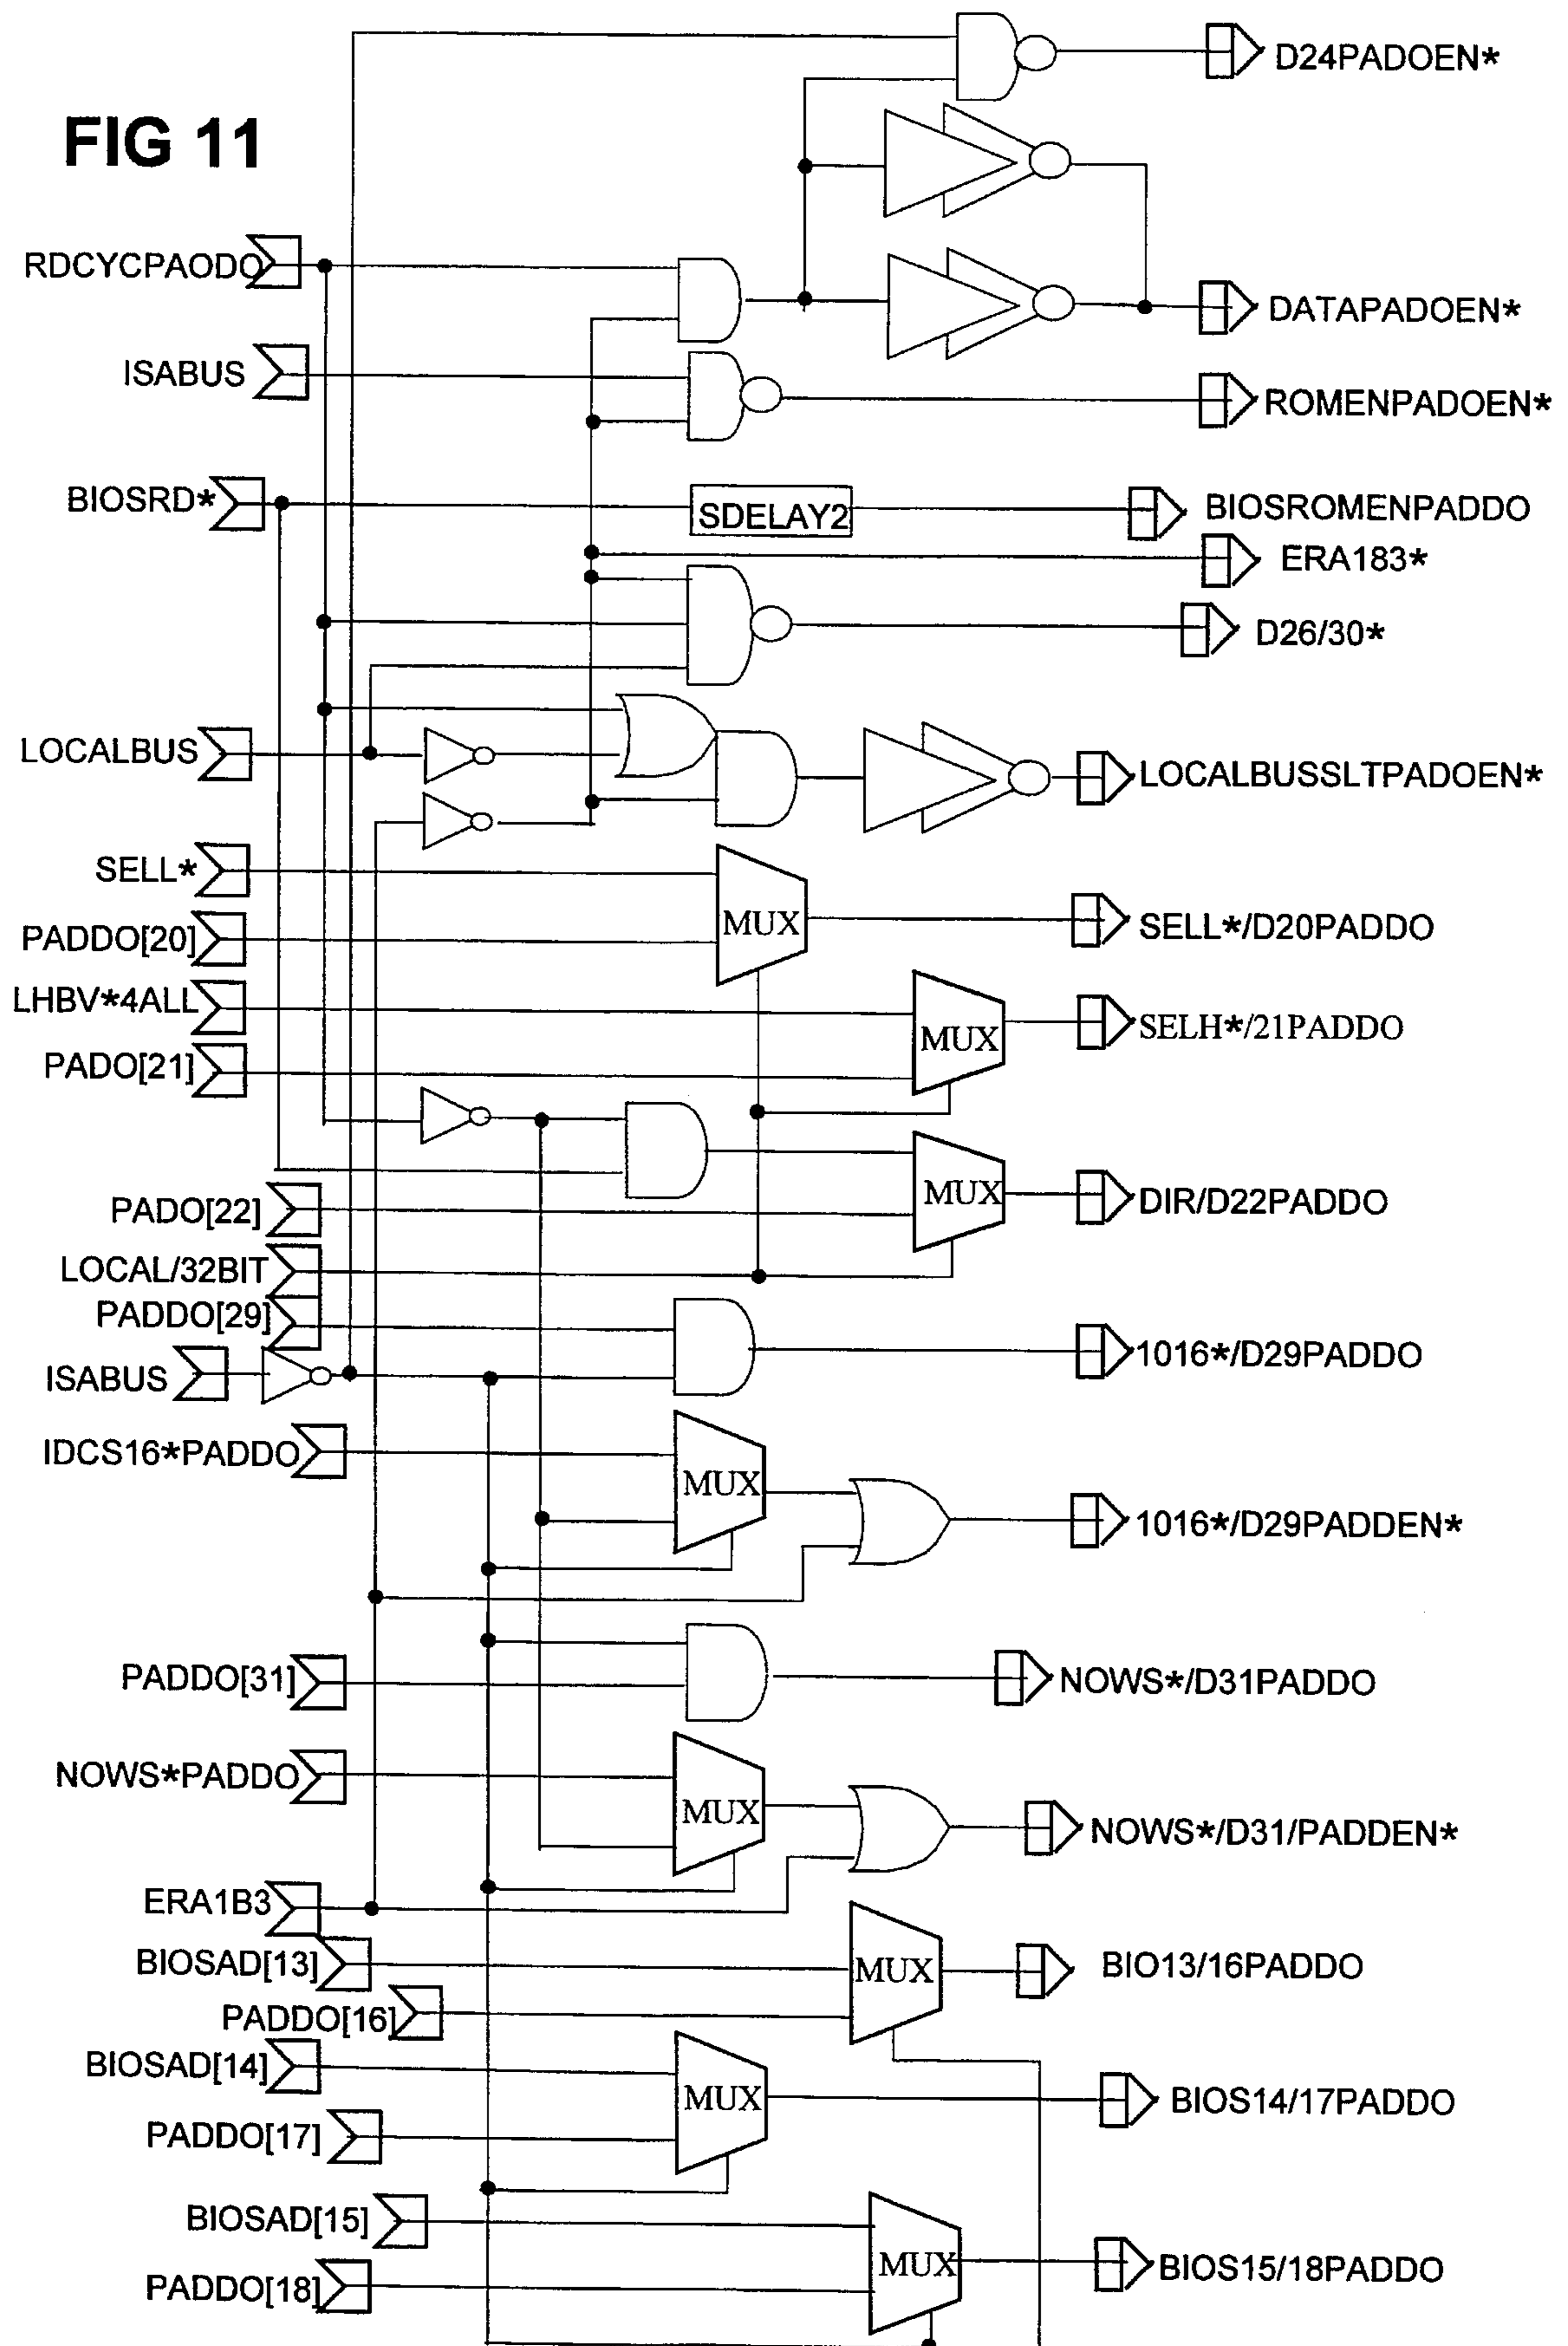 D24PADOEN*
FIG 11
RDCYCPAODO
DATAPADOEN*
ISABUS
ROMENPADOEN*
BIOSRD*
SDELAY2
BIOSROMENPADDO
ERA183*
D26/30*
LOCALBUS
LOCALBUSSLTPADOEN*
SELL*
MUX
SELL*/D20PADDO
PADDO[20]
LHBV*4ALL
MUX
SELH*/21PADDO
PADO[21]
MUX
DIR/D22PADDO
PADO[22]
LOCAL/32BIT
PADDO[29]
1016*/D29PADDO
ISABUS
IDCS16*PADDO
MUX
1016*/D29PADDEN*
PADDO[31]
NOWS*/D31PADDO
NOWS*PADDO
MUX
NOWS*/D31/PADDEN*
ERA1B3
BIOSAD[13]
MUX
BIO13/16PADDO
PADDO[16]
BIOSAD[14]
MUX
BIOS14/17PADDO
PADDO[17]
BIOSAD[15]
MUX
BIOS15/18PADDO
PADDO[18]